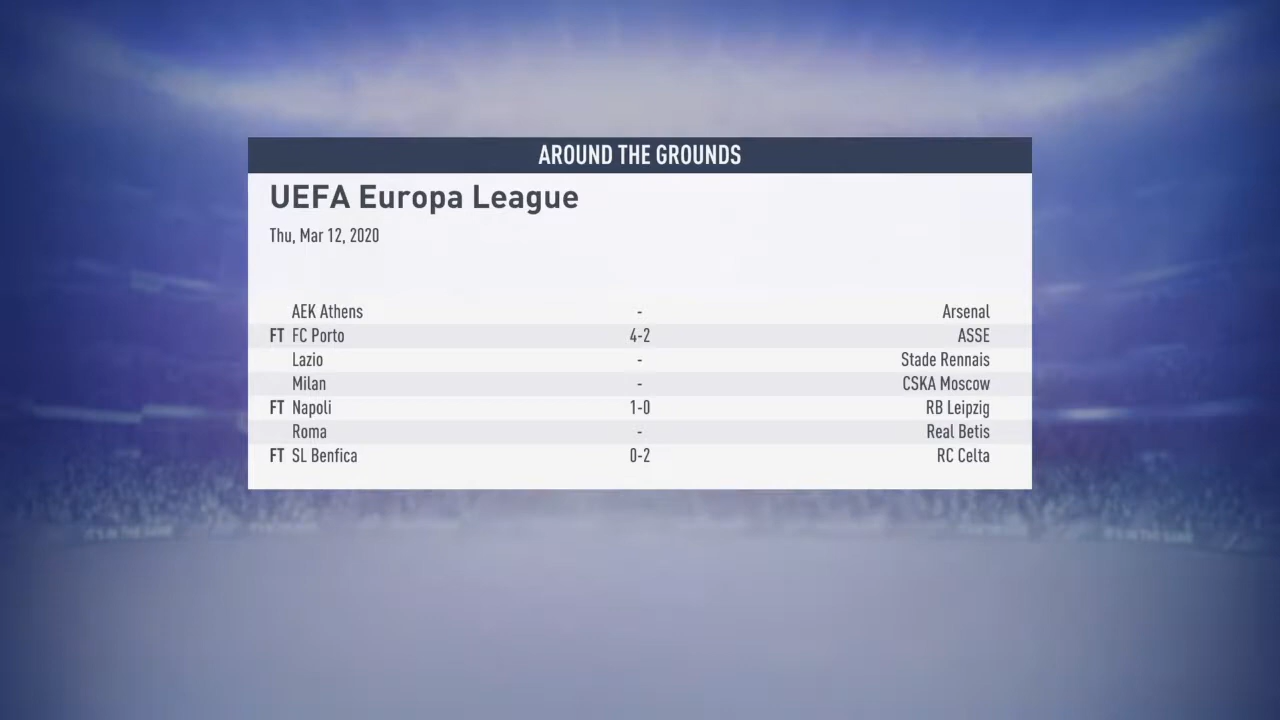 AROUND THE GROUNDS
UEFA Europa League
Thu, Mar 12, 2020
AEK Athens - Arsenal
FT FC Porto 4-2 ASSE
Lazio - Stade Rennais
Milan - CSKA Moscow
FT Napoli 1-0 RB Leipzig
Roma - Real Betis
FT SL Benfica 0-2 RC Celta